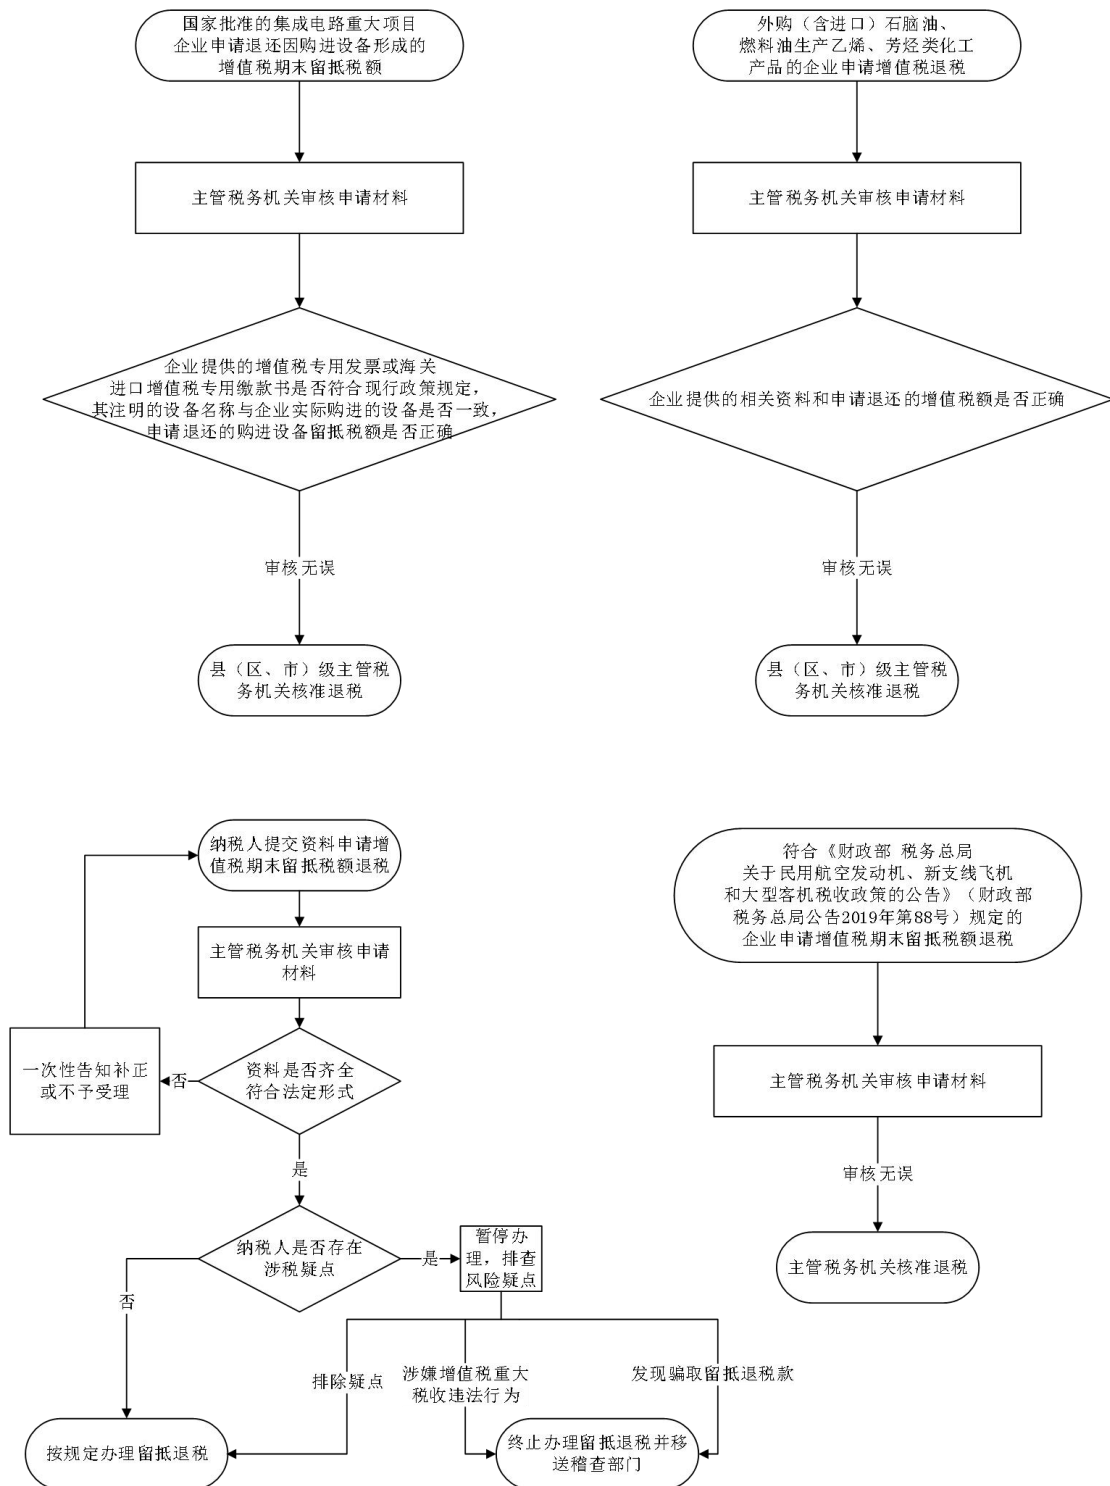 国家批准的集成电路重大项目
企业申请退还因购进设备形成的
增值税期末留抵税额
主管税务机关审核申请材料
企业提供的增值税专用发票或海关
进口增值税专用缴款书是否符合现行政策规定，
其注明的设备名称与企业实际购进的设备是否一致，
申请退还的购进设备留抵税额是否正确
审核无误
县（区、市）级主管税
务机关核准退税
外购（含进口）石脑油、
燃料油生产乙烯、芳烃类化工
产品的企业申请增值税退税
主管税务机关审核申请材料
企业提供的相关资料和申请退还的增值税额是否正确
审核无误
县（区、市）级主管税
务机关核准退税
纳税人提交资料申请增
值税期末留抵税额退税
主管税务机关审核申请
材料
资料是否齐全
符合法定形式
否
一次性告知补正
或不予受理
是
纳税人是否存在
涉税疑点
是
暂停办
理，排查
风险疑点
否
排除疑点
涉嫌增值税重大
税收违法行为
发现骗取留抵退税款
按规定办理留抵退税
终止办理留抵退税并移
送稽查部门
符合《财政部 税务总局
关于民用航空发动机、新支线飞机
和大型客机税收政策的公告》（财政部
税务总局公告2019年第88号）规定的
企业申请增值税期末留抵税额退税
主管税务机关审核申请材料
审核无误
主管税务机关核准退税